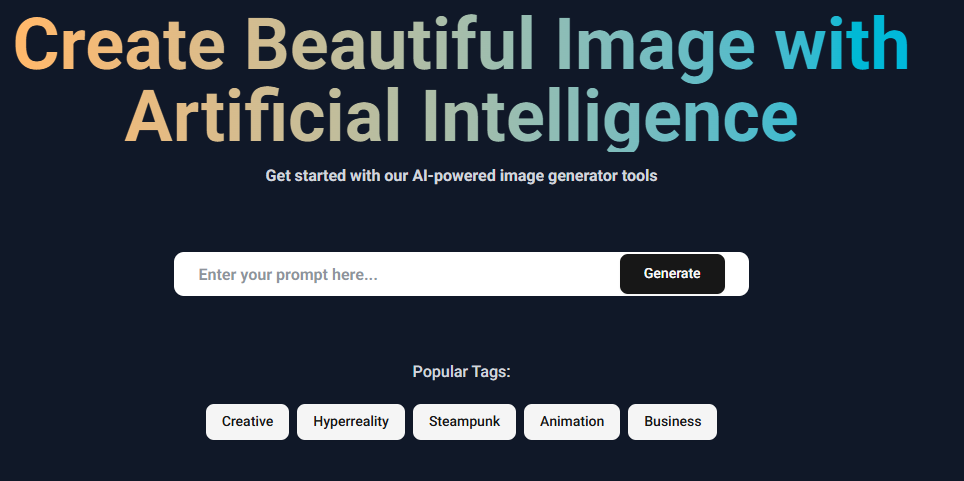 Create Beautiful Image with
Artificial Intelligence
Get started with our AI-powered image generator tools
Enter your prompt here...
Generate
Popular Tags:
Creative
Hyperreality
Steampunk
Animation
Business